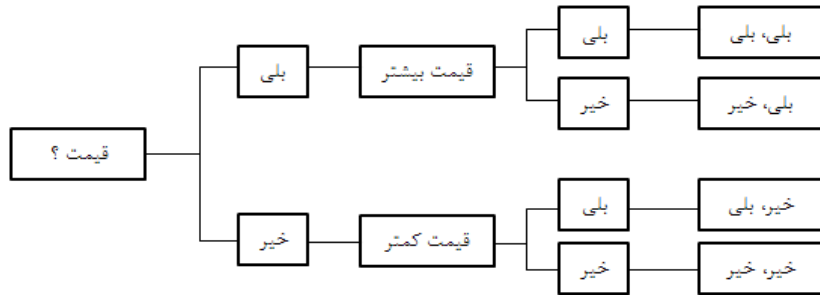 قیمت ؟
بلی
قیمت بیشتر
بلی
بلی، بلی
خیر
بلی، خیر
خیر
قیمت کمتر
بلی
خیر، بلی
خیر
خیر، خیر